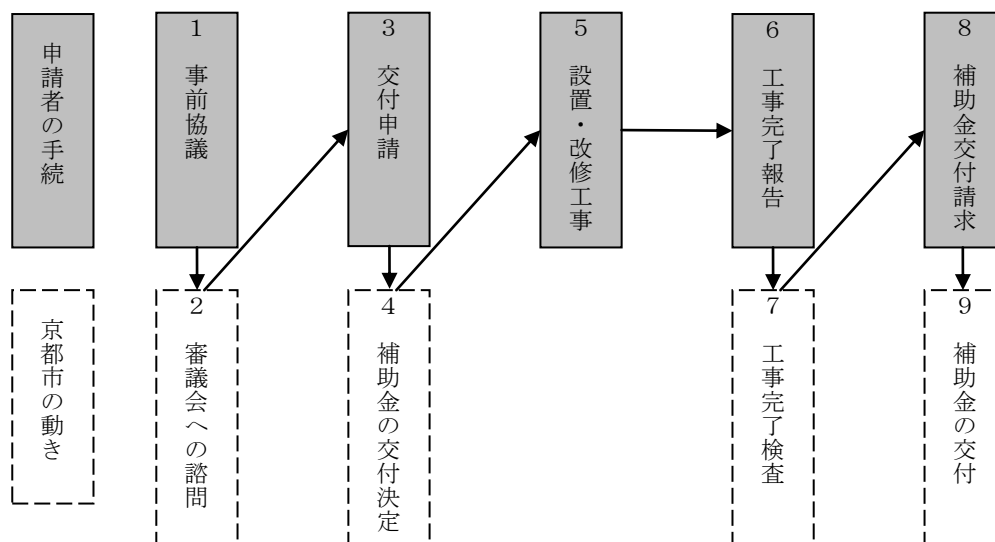 申請者の手続
1 事前協議
3 交付申請
5 設置・改修工事
6 工事完了報告
8 補助金交付請求
京都市の動き
2 審議会への諮問
4 補助金の交付決定
7 工事完了検査
9 補助金の交付